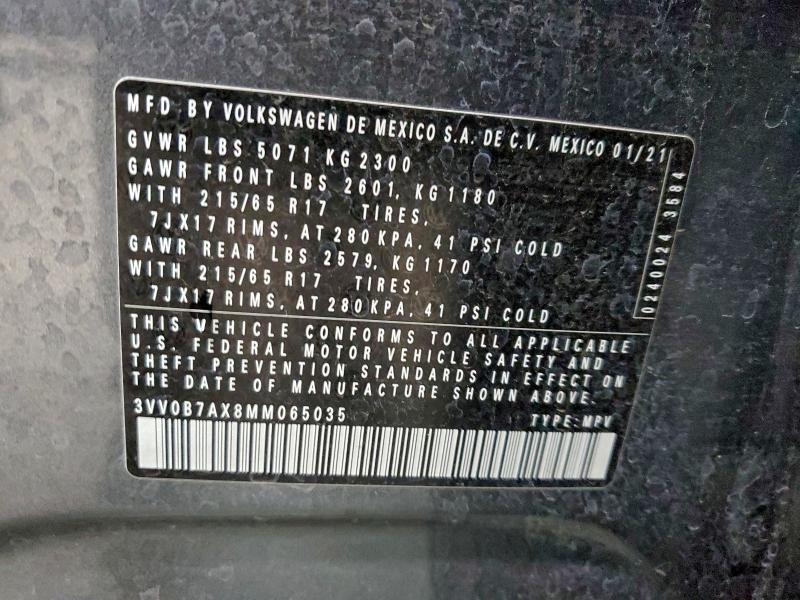 MFD BY VOLKSWAGEN DE MEXICO S.A. DE C.V. MEXICO 01/21
GVWR LBS 5071 KG 2300
GAWR FRONT LBS 2601, KG 1180
WITH 215/65 R17 TIRES,
7JX17 RIMS, AT 280 KPA, 41 PSI COLD
GAWR REAR LBS 2579, KG 1170
WITH 215/65 R17 TIRES,
7JX17 RIMS, AT 280 KPA, 41 PSI COLD
0240024 3584
THIS VEHICLE CONFORMS TO ALL APPLICABLE
U.S. FEDERAL MOTOR VEHICLE SAFETY AND
THEFT PREVENTION STANDARDS IN EFFECT ON
THE DATE OF MANUFACTURE SHOWN ABOVE.
3VV0B7AX8MM065035 TYPE:MPV